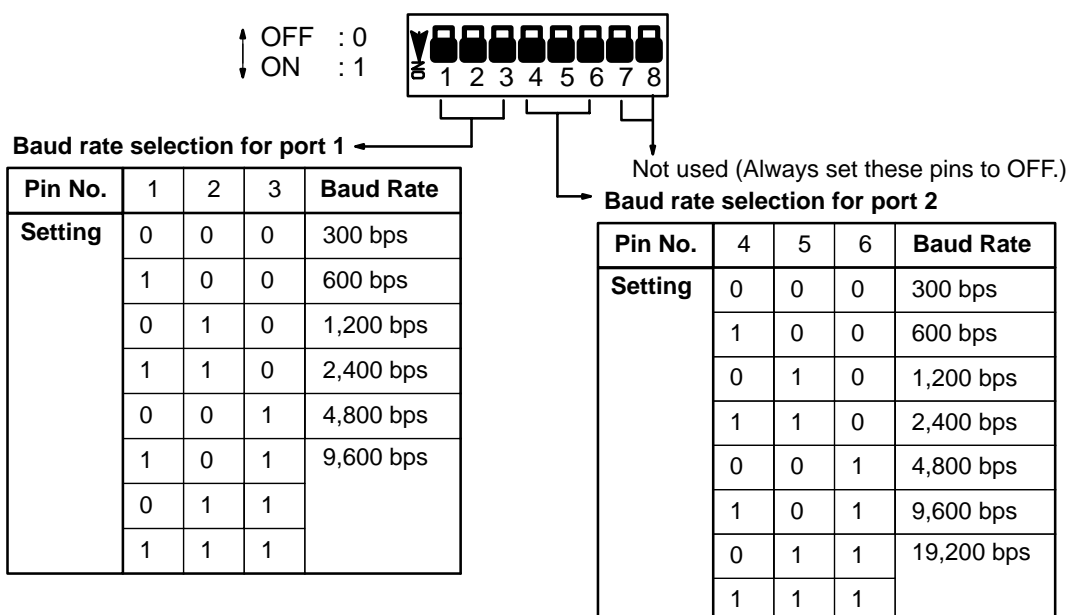 OFF : 0
ON : 1
NO
1 2 3 4 5 6 7 8
Baud rate selection for port 1
Not used (Always set these pins to OFF.)
Baud rate selection for port 2
Pin No. 1 2 3 Baud Rate
Setting 0 0 0 300 bps
1 0 0 600 bps
0 1 0 1,200 bps
1 1 0 2,400 bps
0 0 1 4,800 bps
1 0 1 9,600 bps
0 1 1
1 1 1
Pin No. 4 5 6 Baud Rate
Setting 0 0 0 300 bps
1 0 0 600 bps
0 1 0 1,200 bps
1 1 0 2,400 bps
0 0 1 4,800 bps
1 0 1 9,600 bps
0 1 1 19,200 bps
1 1 1